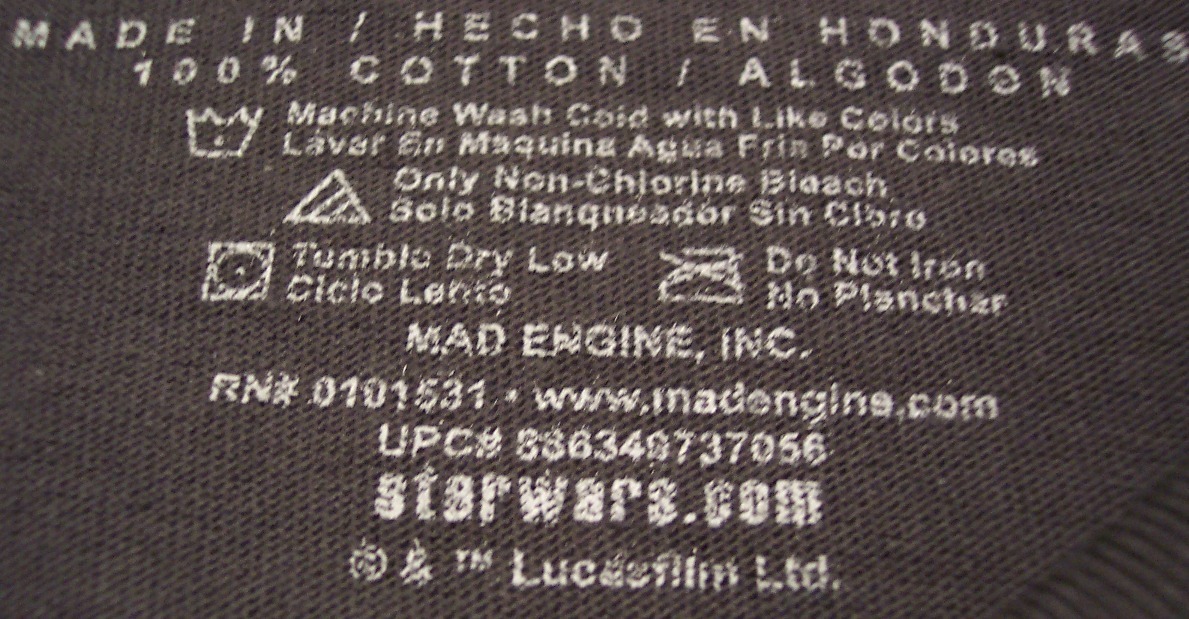 MADE IN / HECHO EN HONDURAS
100% COTTON / ALGODON
Machine Wash Cold with Like Colors
Lavar En Maquina Agua Fria Por Colores
Only Non-Chlorine Bleach
Solo Blanqueador Sin Cloro
Tumble Dry Low
Ciclo Lento
Do Not Iron
No Planchar
MAD ENGINE, INC.
RN# 0101531 • www.madengine.com
UPC#
starwars.com
© & ™ Lucasfilm Ltd.